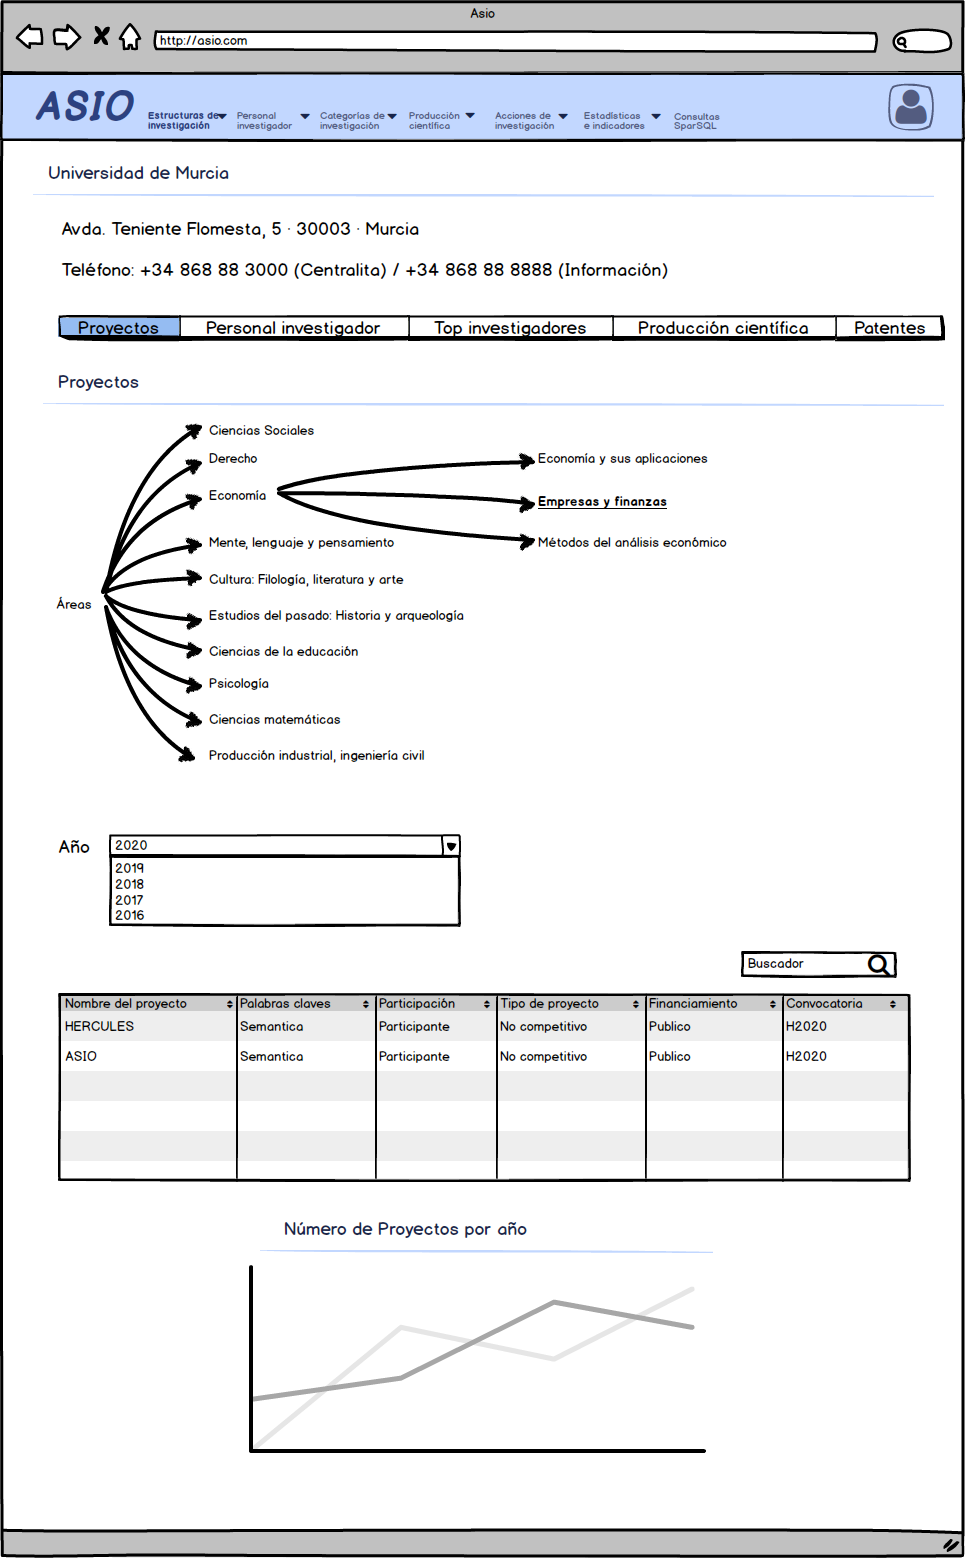 Asio
http://asio.com
ASIO
Estructuras de investigación
Personal investigador
Categorías de investigación
Producción científica
Acciones de investigación
Estadísticas e indicadores
Consultas SparSQL
Universidad de Murcia
Avda. Teniente Flomesta, 5 · 30003 · Murcia
Teléfono: +34 868 88 3000 (Centralita) / +34 868 88 8888 (Información)
Proyectos Personal investigador Top investigadores Producción científica Patentes
Proyectos
Ciencias Sociales
Derecho
Economía y sus aplicaciones
Economía
Empresas y finanzas
Mente, lenguaje y pensamiento
Métodos del análisis económico
Cultura: Filología, literatura y arte
Áreas
Estudios del pasado: Historia y arqueología
Ciencias de la educación
Psicología
Ciencias matemáticas
Producción industrial, ingeniería civil
Año 2020
2019
2018
2017
2016
Buscador
Nombre del proyecto Palabras claves Participación Tipo de proyecto Financiamiento Convocatoria
HERCULES Semantica Participante No competitivo Publico H2020
ASIO Semantica Participante No competitivo Publico H2020
Número de Proyectos por año